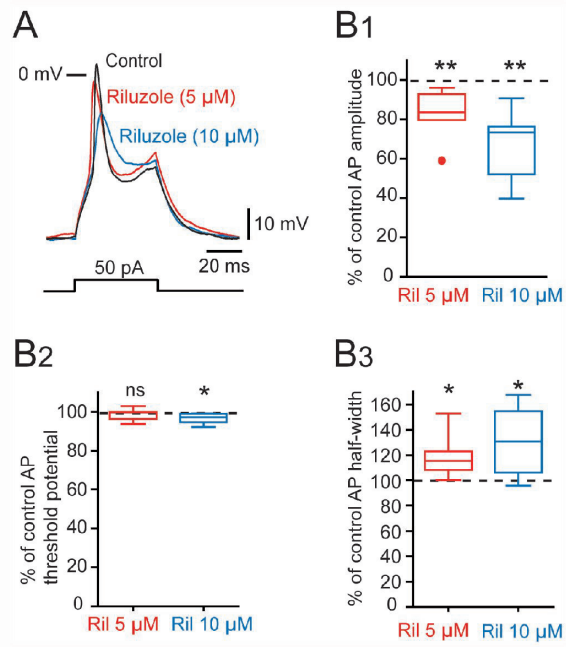 A
Control
0 mV
Riluzole (5 µM)
Riluzole (10 µM)
10 mV
20 ms
50 pA
B1
% of control AP amplitude
100
80
60
40
20
0
** **
Ril 5 µM Ril 10 µM
B2
% of control AP
threshold potential
100
80
60
40
20
0
ns *
Ril 5 µM Ril 10 µM
B3
% of control AP half-width
160
140
120
100
80
60
40
20
0
* *
Ril 5 µM Ril 10 µM